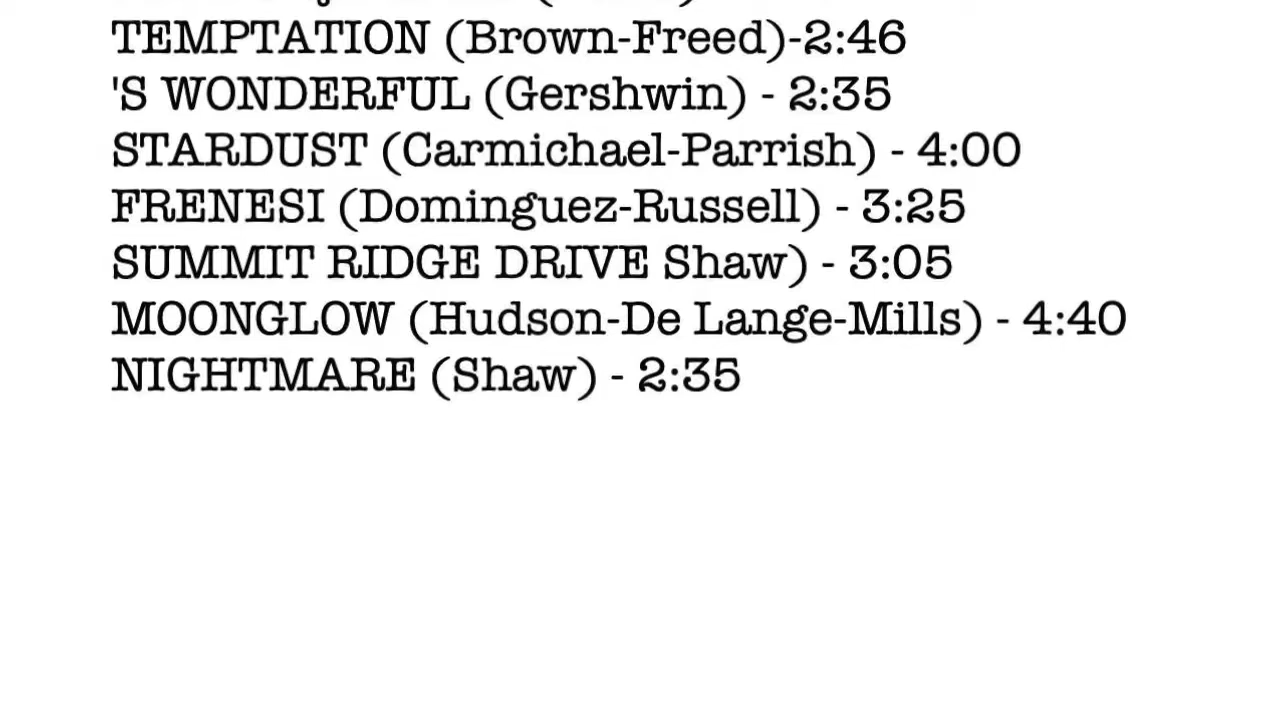 TEMPTATION (Brown-Freed)-2:46
'S WONDERFUL (Gershwin) - 2:35
STARDUST (Carmichael-Parrish) - 4:00
FRENESI (Dominguez-Russell) - 3:25
SUMMIT RIDGE DRIVE Shaw) - 3:05
MOONGLOW (Hudson-De Lange-Mills) - 4:40
NIGHTMARE (Shaw) - 2:35